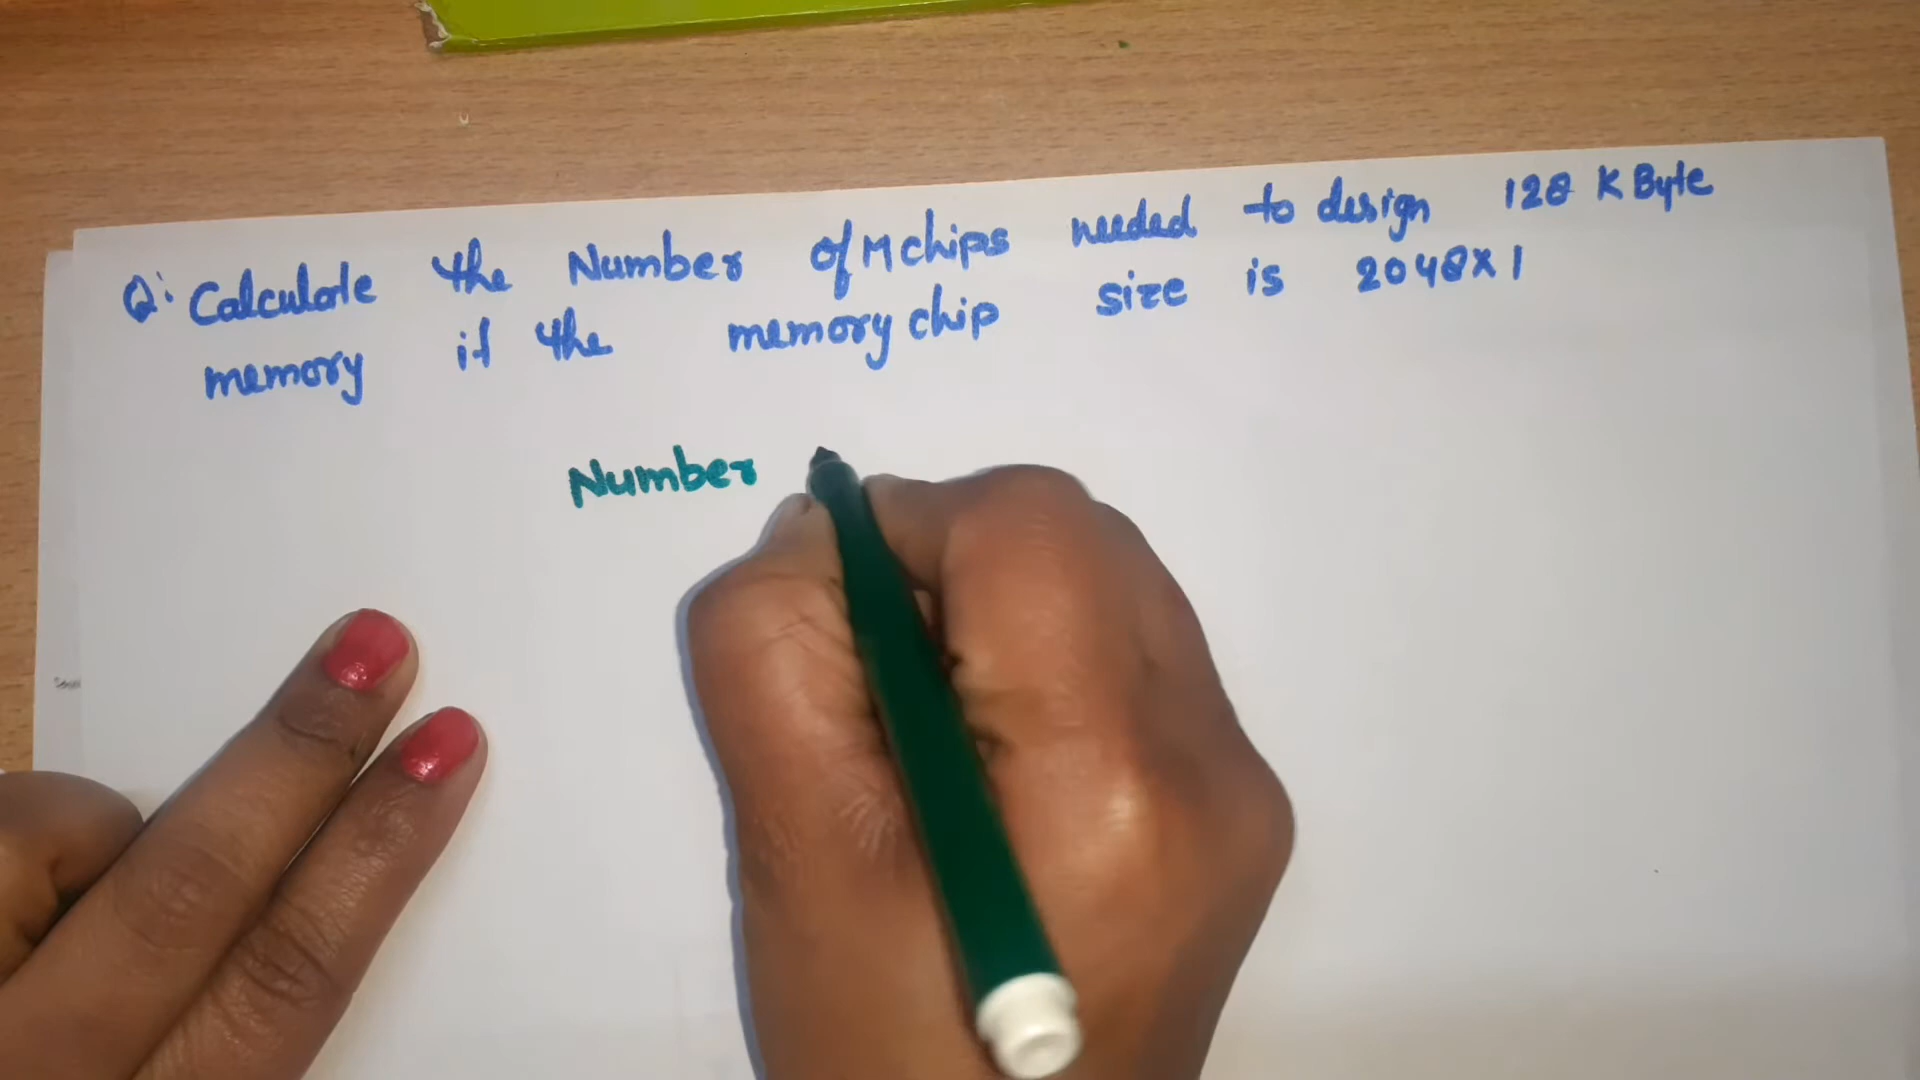 Q: Calculate the Number of M chips needed to design 128 K Byte
memory if the memory chip size is 2048 x 1
Number